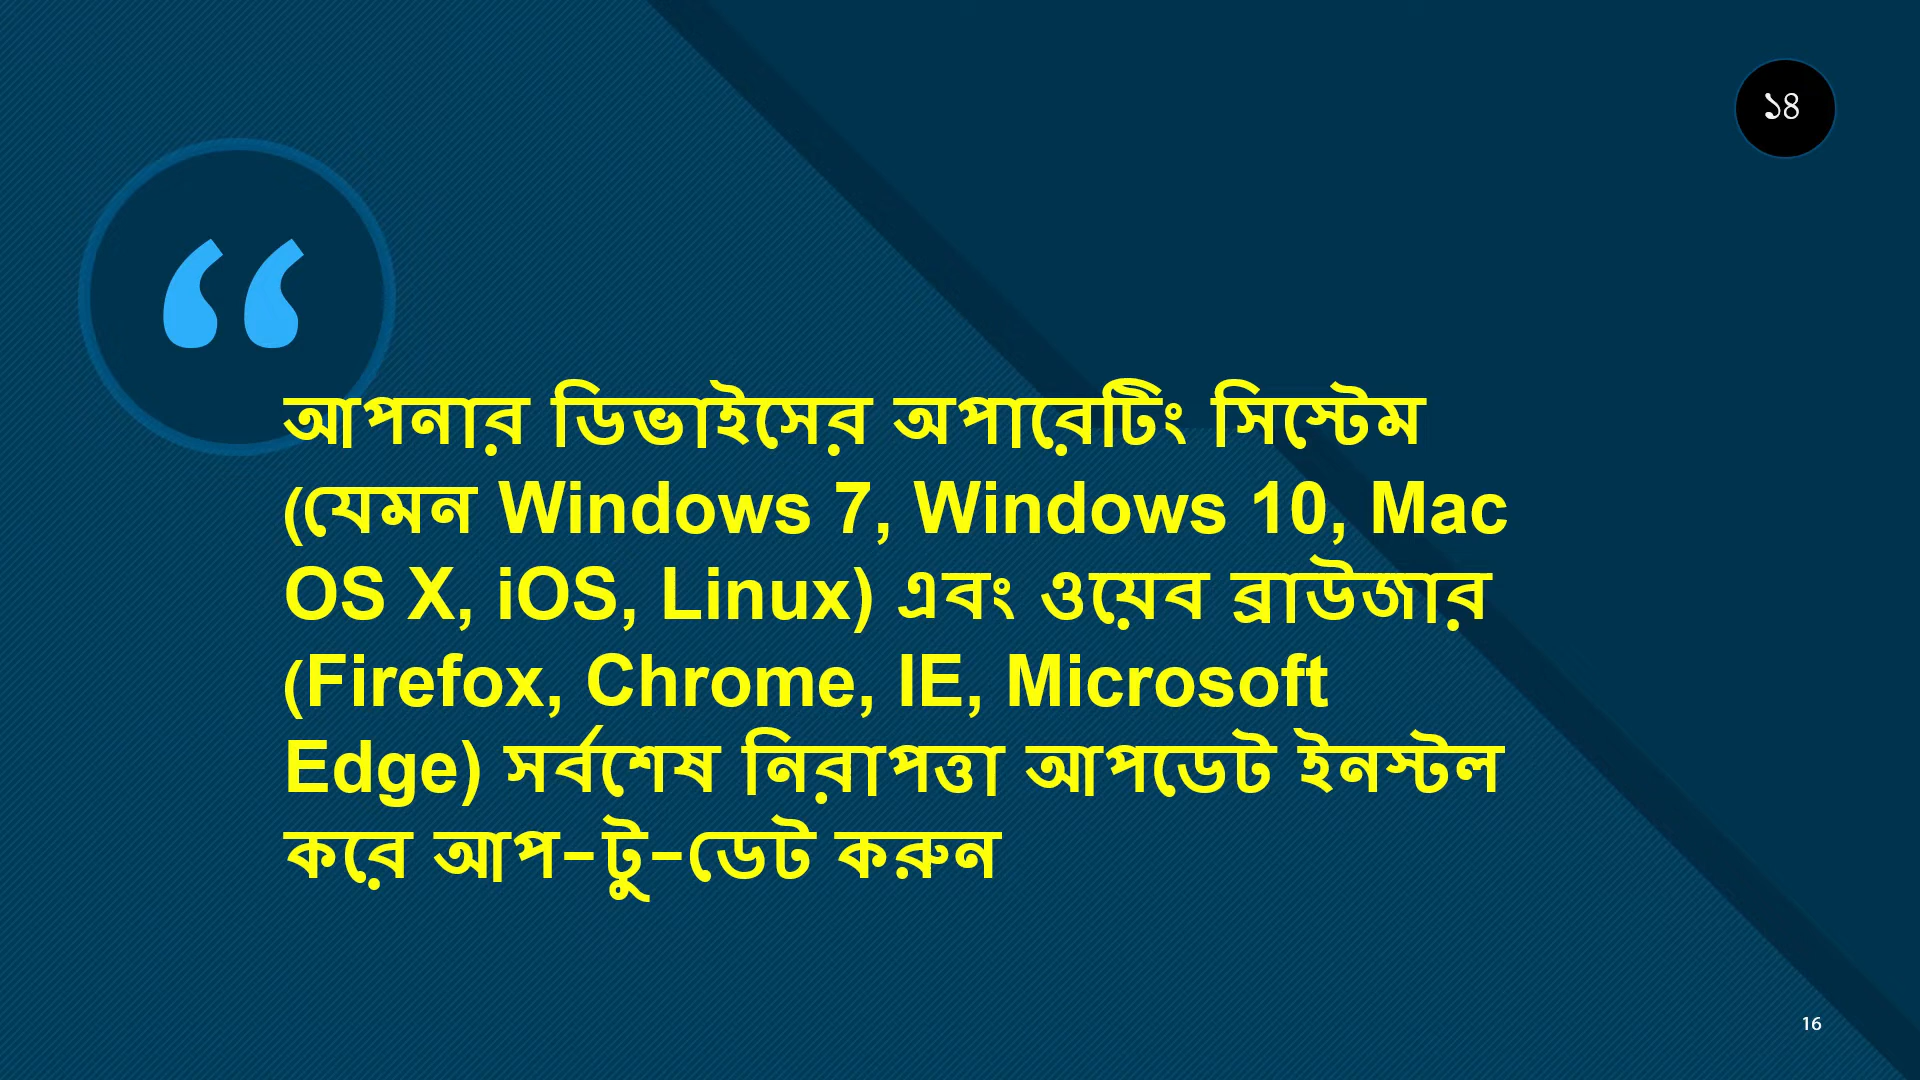 ১৪
“
আপনার ডিভাইসের অপারেটিং সিস্টেম
(যেমন Windows 7, Windows 10, Mac
OS X, iOS, Linux) এবং ওয়েব ব্রাউজার
(Firefox, Chrome, IE, Microsoft
Edge) সর্বশেষ নিরাপত্তা আপডেট ইনস্টল
করে আপ-টু-ডেট করুন
16